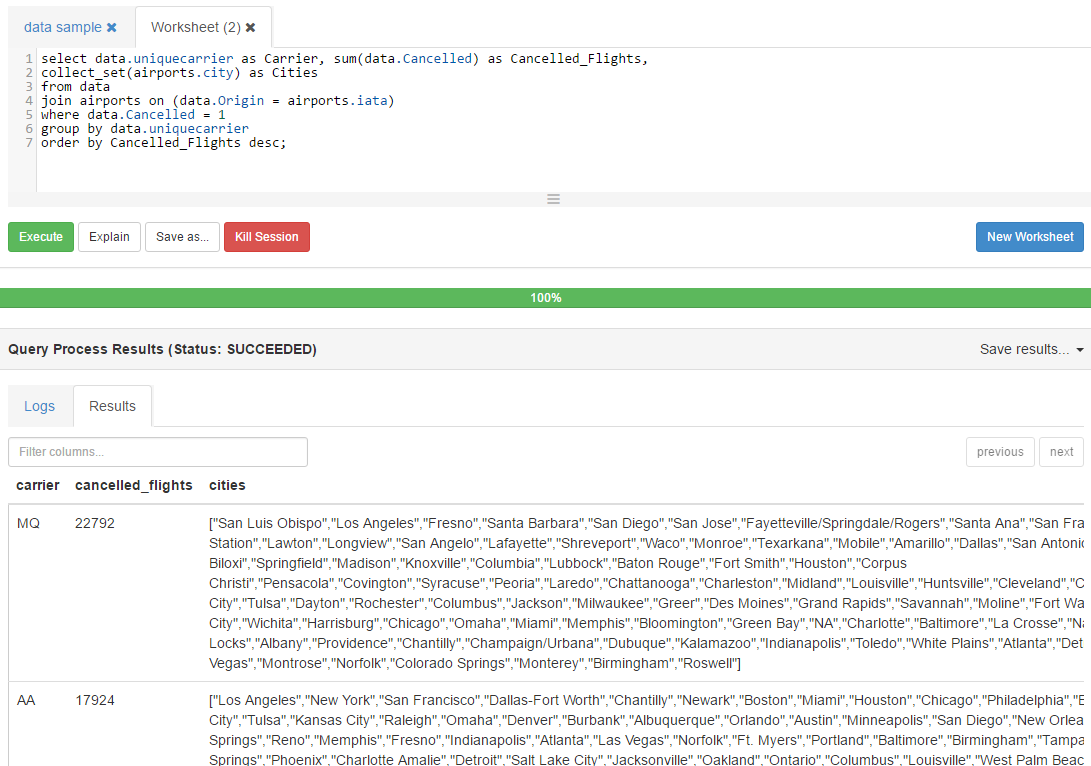 data sample ✖ Worksheet (2) ✖
1 select data.uniquecarrier as Carrier, sum(data.Cancelled) as Cancelled_Flights,
2 collect_set(airports.city) as Cities
3 from data
4 join airports on (data.Origin = airports.iata)
5 where data.Cancelled = 1
6 group by data.uniquecarrier
7 order by Cancelled_Flights desc;
Execute Explain Save as... Kill Session New Worksheet
100%
Query Process Results (Status: SUCCEEDED) Save results...
Logs Results
Filter columns... previous next
carrier cancelled_flights cities
MQ 22792 ["San Luis Obispo","Los Angeles","Fresno","Santa Barbara","San Diego","San Jose","Fayetteville/Springdale/Rogers","Santa Ana","San Fra
Station","Lawton","Longview","San Angelo","Lafayette","Shreveport","Waco","Monroe","Texarkana","Mobile","Amarillo","Dallas","San Antonio
Biloxi","Springfield","Madison","Knoxville","Columbia","Lubbock","Baton Rouge","Fort Smith","Houston","Corpus
Christi","Pensacola","Covington","Syracuse","Peoria","Laredo","Chattanooga","Charleston","Midland","Louisville","Huntsville","Cleveland","C
City","Tulsa","Dayton","Rochester","Columbus","Jackson","Milwaukee","Greer","Des Moines","Grand Rapids","Savannah","Moline","Fort Wa
City","Wichita","Harrisburg","Chicago","Omaha","Miami","Memphis","Bloomington","Green Bay","NA","Charlotte","Baltimore","La Crosse","Na
Locks","Albany","Providence","Chantilly","Champaign/Urbana","Dubuque","Kalamazoo","Indianapolis","Toledo","White Plains","Atlanta","Det
Vegas","Montrose","Norfolk","Colorado Springs","Monterey","Birmingham","Roswell"]
AA 17924 ["Los Angeles","New York","San Francisco","Dallas-Fort Worth","Chantilly","Newark","Boston","Miami","Houston","Chicago","Philadelphia","E
City","Tulsa","Kansas City","Raleigh","Omaha","Denver","Burbank","Albuquerque","Orlando","Austin","Minneapolis","San Diego","New Orlea
Springs","Reno","Memphis","Fresno","Indianapolis","Atlanta","Las Vegas","Norfolk","Ft. Myers","Portland","Baltimore","Birmingham","Tampa
Springs","Phoenix","Charlotte Amalie","Detroit","Salt Lake City","Jacksonville","Oakland","Ontario","Columbus","Louisville","West Palm Beac